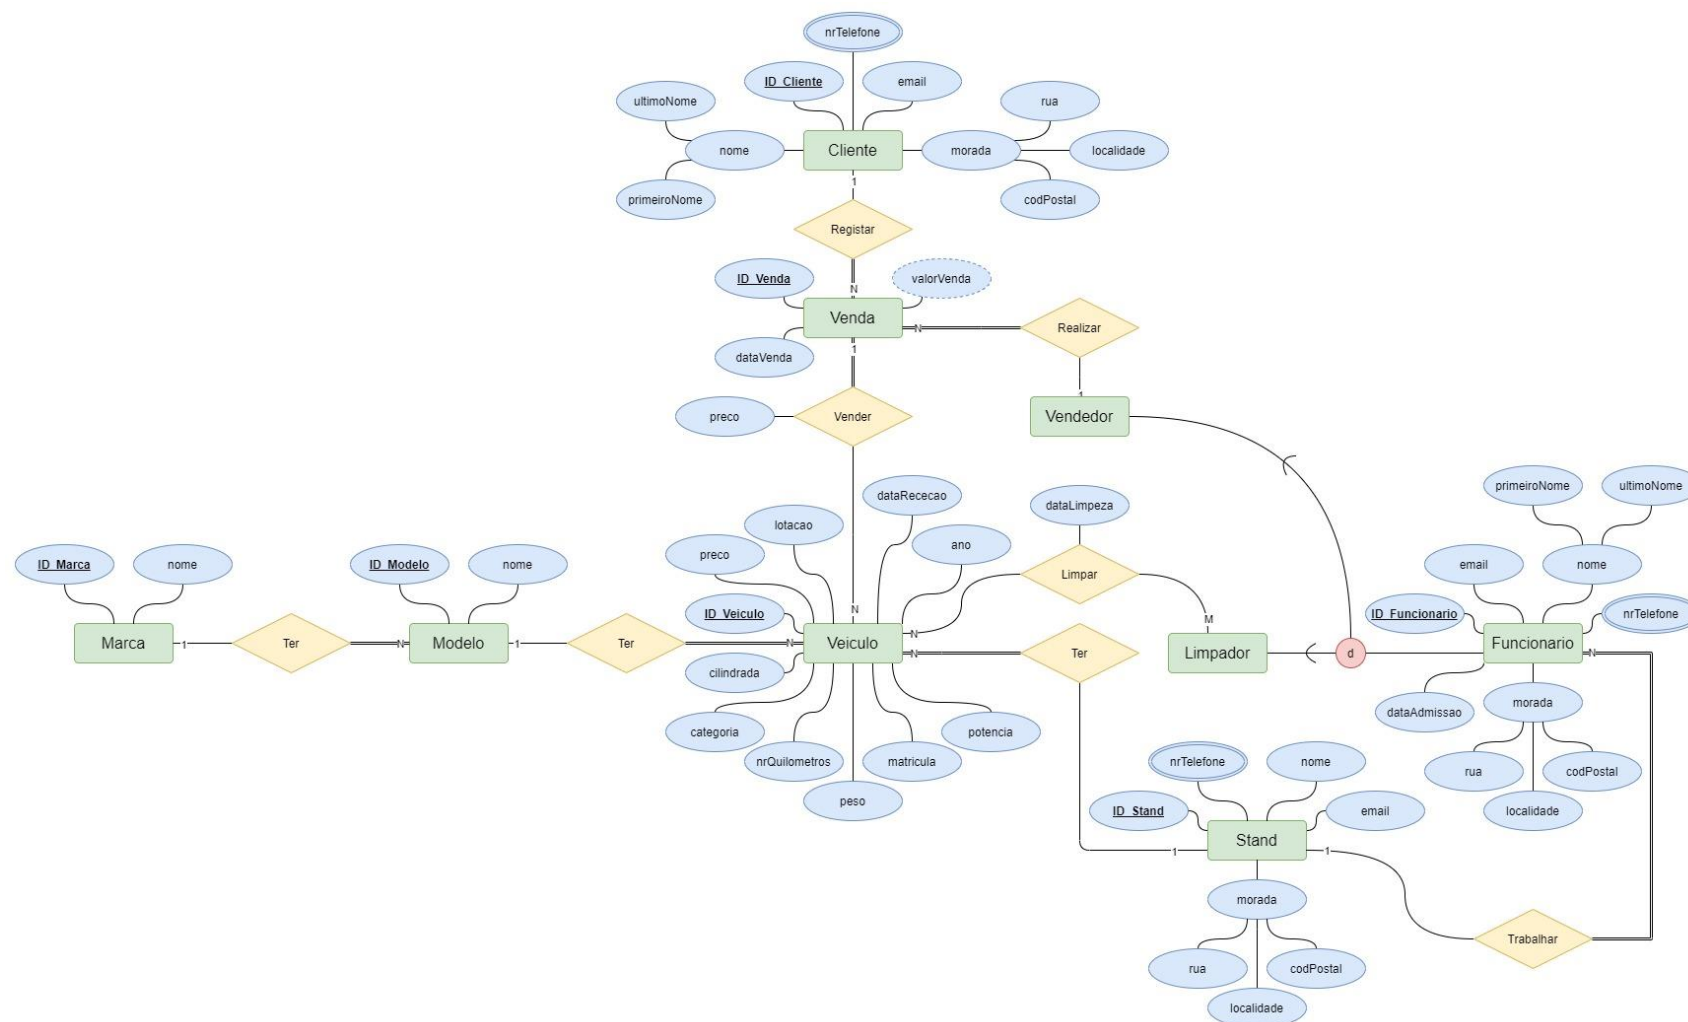 nrTelefone
ID_Cliente
email
ultimoNome
rua
nome
Cliente
morada
localidade
primeiroNome
codPostal
1
Registar
N
ID_Venda
valorVenda
Venda
N
Realizar
dataVenda
1
1
preco
Vender
Vendedor
N
dataRececao
lotacao
preco
ano
dataLimpeza
primeiroNome
ultimoNome
ID_Marca
nome
ID_Modelo
nome
ID_Veiculo
N
Limpar
M
email
nome
ID_Funcionario
nrTelefone
Marca
1
Ter
N
Modelo
1
Ter
N
Veiculo
N
Ter
Limpador
d
Funcionario
N
cilindrada
categoria
nrQuilometros
peso
matricula
potencia
dataAdmissao
morada
rua
codPostal
localidade
nrTelefone
nome
ID_Stand
email
1
Stand
1
morada
rua
codPostal
localidade
Trabalhar